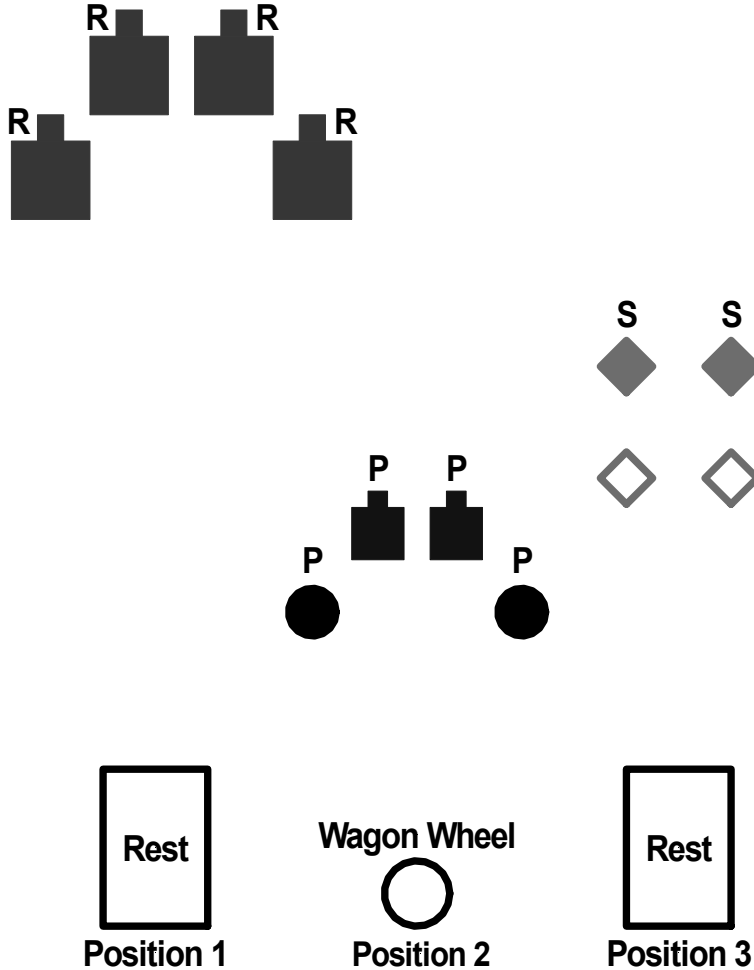 R R
R R
S S
P P
P P
Rest
Wagon Wheel
Rest
Position 1
Position 2
Position 3